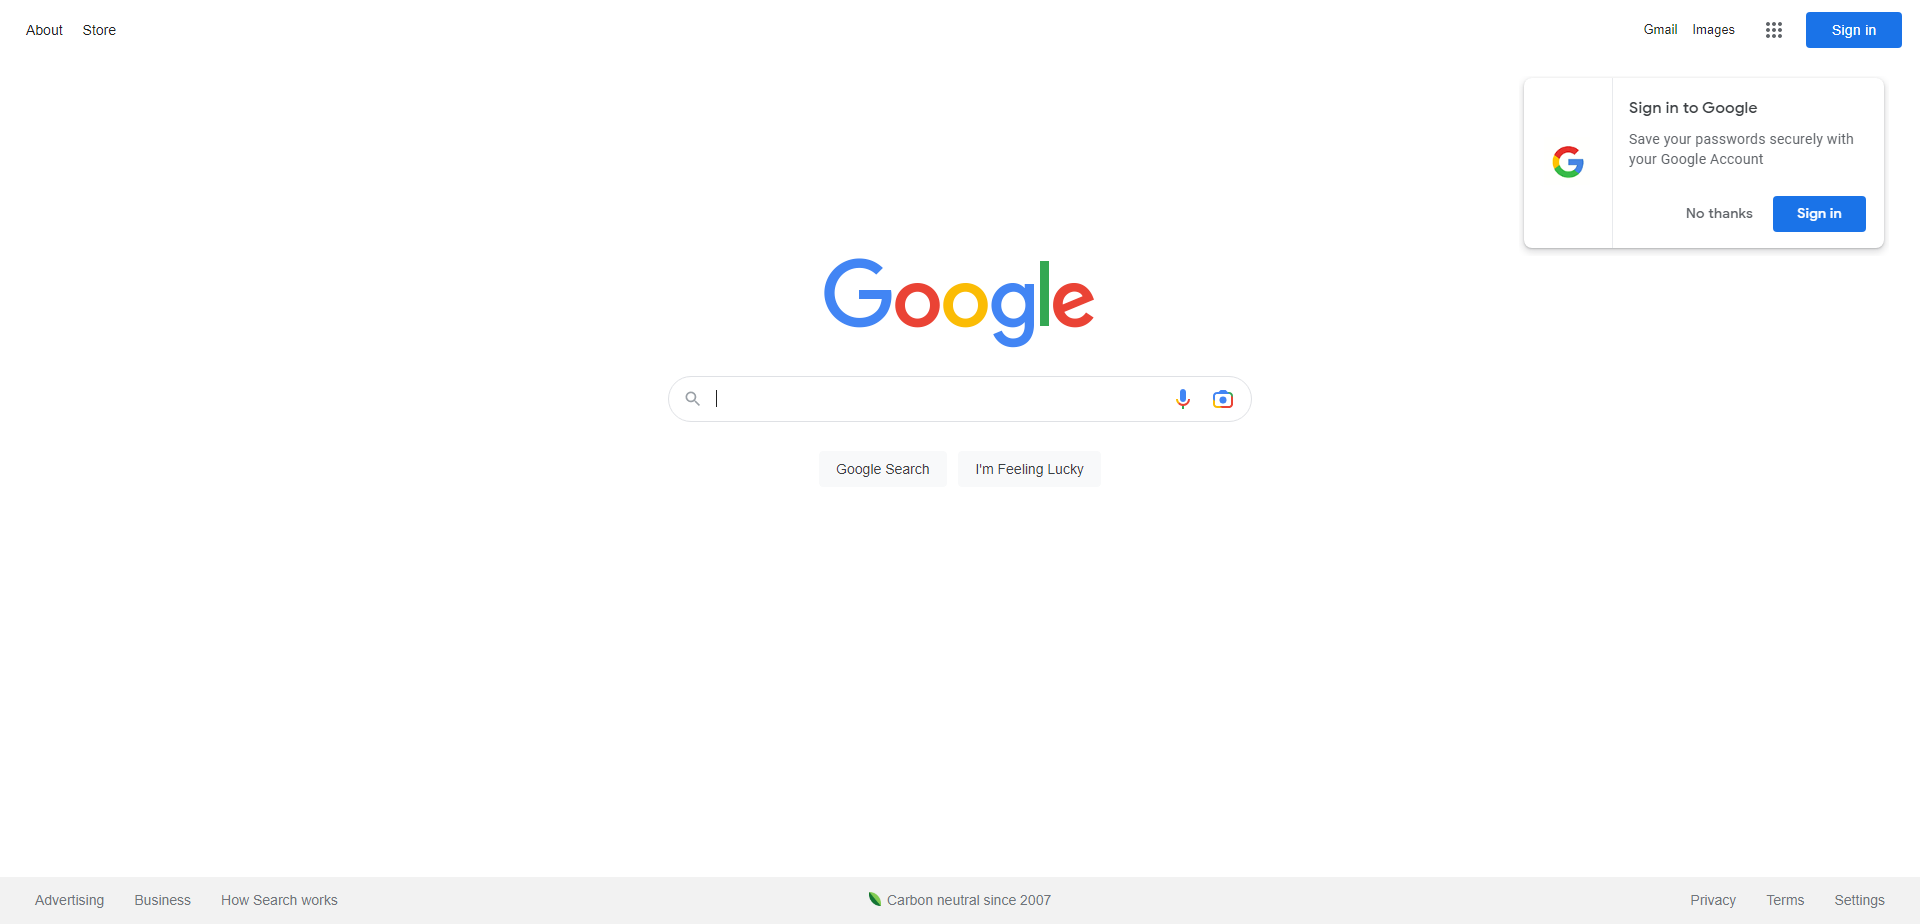 About Store
Gmail Images
Sign in
Sign in to Google
Save your passwords securely with
your Google Account
No thanks
Sign in
Google
Google Search
I'm Feeling Lucky
Advertising Business How Search works
Carbon neutral since 2007
Privacy Terms Settings